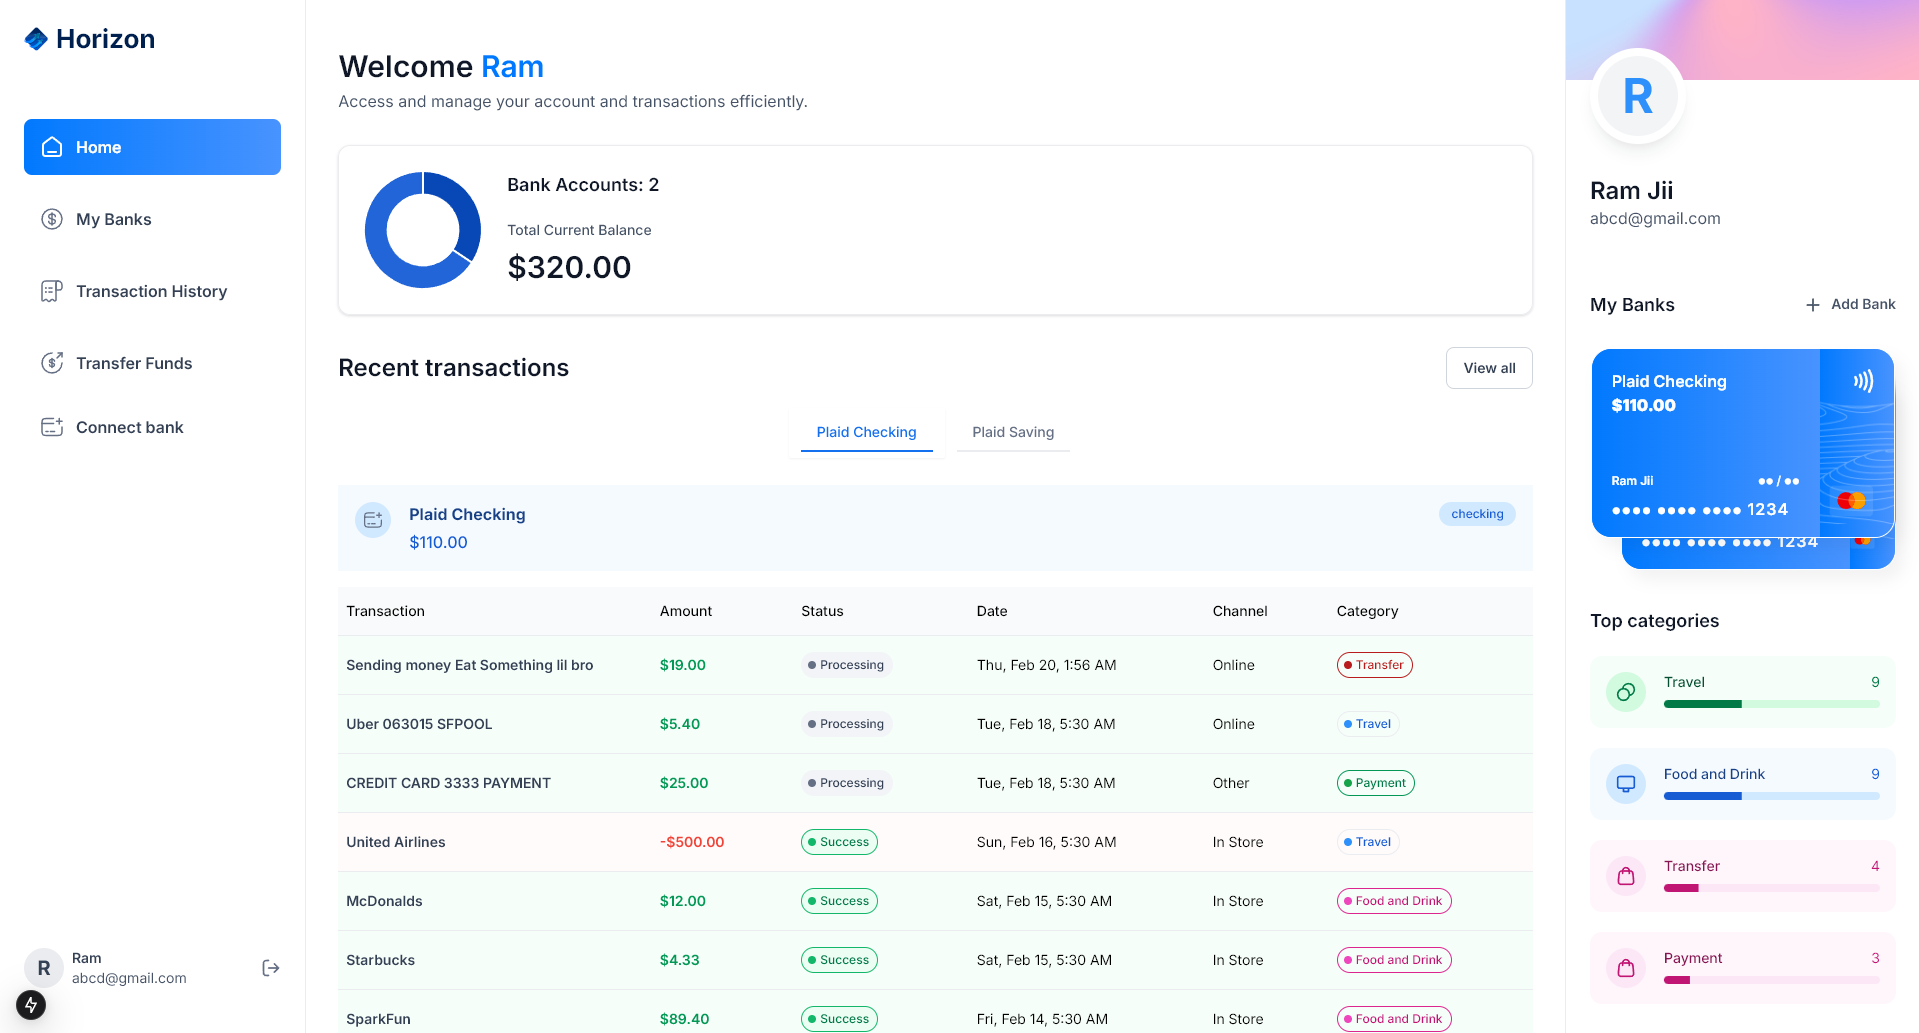 Horizon
Home
My Banks
Transaction History
Transfer Funds
Connect bank
R
Ram
abcd@gmail.com
Welcome Ram
Access and manage your account and transactions efficiently.
Bank Accounts: 2
Total Current Balance
$320.00
Recent transactions
View all
Plaid Checking Plaid Saving
Plaid Checking
$110.00
checking
Transaction Amount Status Date Channel Category
Sending money Eat Something lil bro $19.00 Processing Thu, Feb 20, 1:56 AM Online Transfer
Uber 063015 SFPOOL $5.40 Processing Tue, Feb 18, 5:30 AM Online Travel
CREDIT CARD 3333 PAYMENT $25.00 Processing Tue, Feb 18, 5:30 AM Other Payment
United Airlines -$500.00 Success Sun, Feb 16, 5:30 AM In Store Travel
McDonalds $12.00 Success Sat, Feb 15, 5:30 AM In Store Food and Drink
Starbucks $4.33 Success Sat, Feb 15, 5:30 AM In Store Food and Drink
SparkFun $89.40 Success Fri, Feb 14, 5:30 AM In Store Food and Drink
R
Ram Jii
abcd@gmail.com
My Banks
+ Add Bank
Plaid Checking
$110.00
Ram Jii ●● / ●●
●●●● ●●●● ●●●● 1234
●●●● ●●●● ●●●● 1234
Top categories
Travel 9
Food and Drink 9
Transfer 4
Payment 3